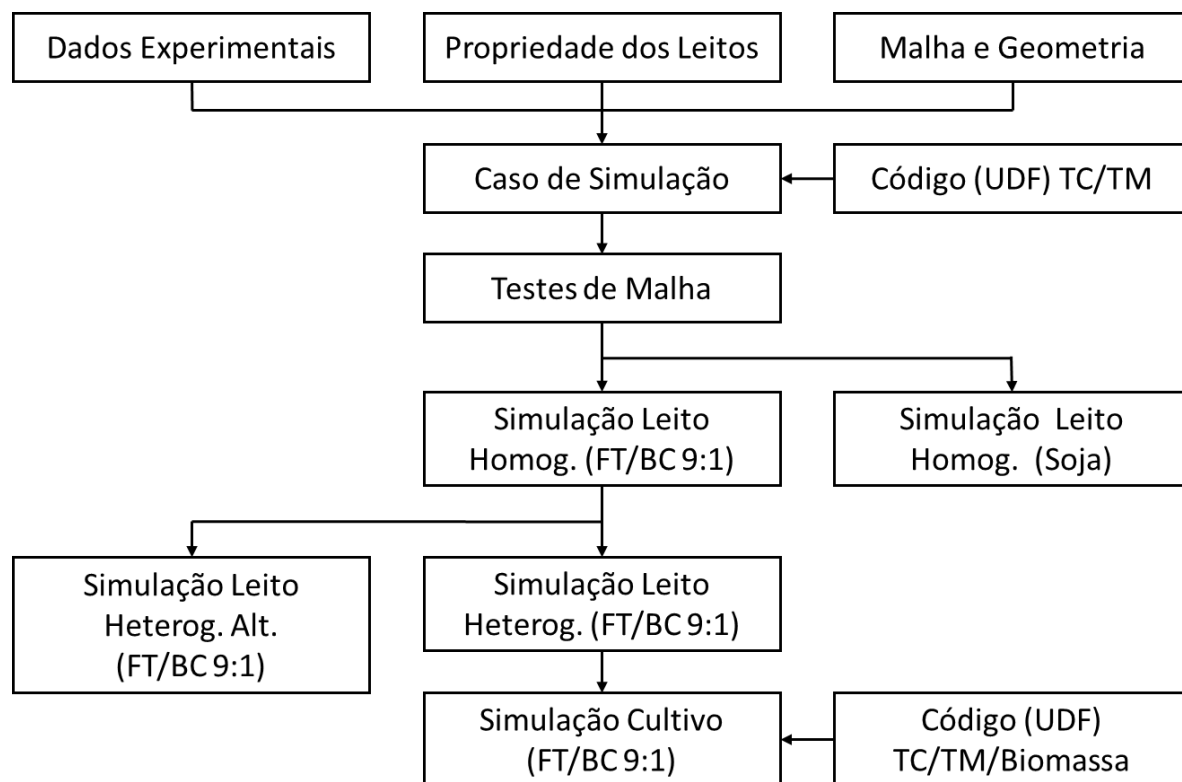 Dados Experimentais
Propriedade dos Leitos
Malha e Geometria
Caso de Simulação
Código (UDF) TC/TM
Testes de Malha
Simulação Leito
Homog. (FT/BC 9:1)
Simulação Leito
Homog. (Soja)
Simulação Leito
Heterog. Alt.
(FT/BC 9:1)
Simulação Leito
Heterog. (FT/BC 9:1)
Simulação Cultivo
(FT/BC 9:1)
Código (UDF)
TC/TM/Biomassa